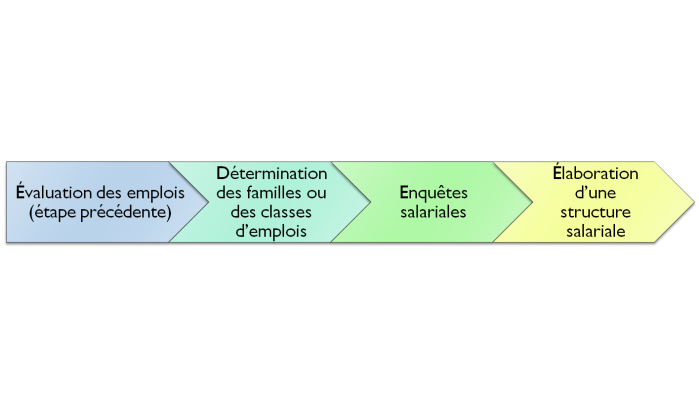 Évaluation des emplois
(étape précédente)
Détermination
des familles ou
des classes
d'emplois
Enquêtes
salariales
Élaboration
d'une
structure
salariale